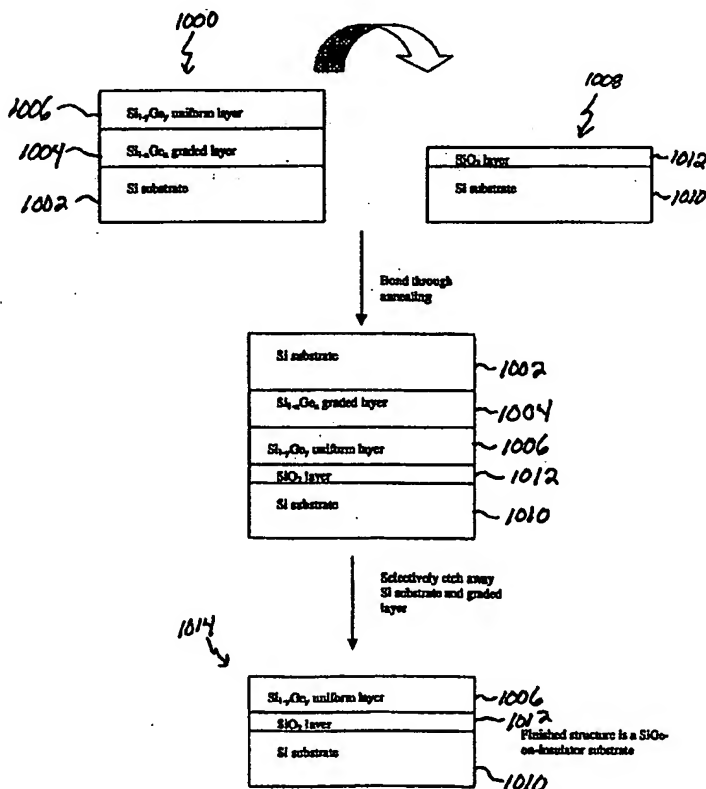 1000
1008
1006
Si₁₋yGey uniform layer
1004
Si₁₋xGex graded layer
1002
Si substrate
SiO₂ layer
1012
Si substrate
1010
Bond through
annealing
Si substrate
1002
Si₁₋xGex graded layer
1004
Si₁₋yGey uniform layer
1006
SiO₂ layer
1012
Si substrate
1010
Selectively etch away
Si substrate and graded
layer
1014
Si₁₋yGey uniform layer
1006
SiO₂ layer
1012
Finished structure is a SiGe-
on-insulator substrate
Si substrate
1010